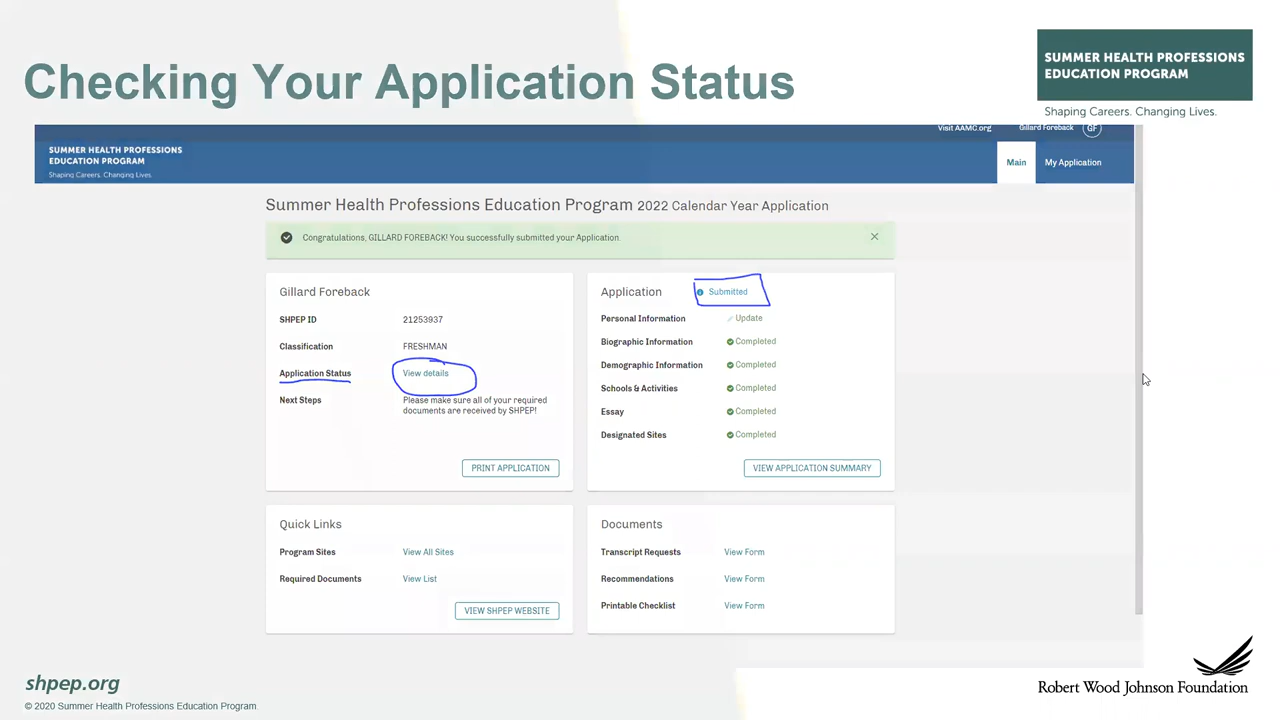 Checking Your Application Status
SUMMER HEALTH PROFESSIONS
EDUCATION PROGRAM
Shaping Careers. Changing Lives.
Visit AAMC.org
Gillard Foreback
GF
SUMMER HEALTH PROFESSIONS
EDUCATION PROGRAM
Shaping Careers. Changing Lives.
Main
My Application
Summer Health Professions Education Program 2022 Calendar Year Application
Congratulations, GILLARD FOREBACK! You successfully submitted your Application.
Gillard Foreback
SHPEP ID 21253937
Classification FRESHMAN
Application Status View details
Next Steps Please make sure all of your required
documents are received by SHPEP!
PRINT APPLICATION
Application Submitted
Personal Information Update
Biographic Information Completed
Demographic Information Completed
Schools & Activities Completed
Essay Completed
Designated Sites Completed
VIEW APPLICATION SUMMARY
Quick Links
Program Sites View All Sites
Required Documents View List
VIEW SHPEP WEBSITE
Documents
Transcript Requests View Form
Recommendations View Form
Printable Checklist View Form
shpep.org
© 2020 Summer Health Professions Education Program
Robert Wood Johnson Foundation